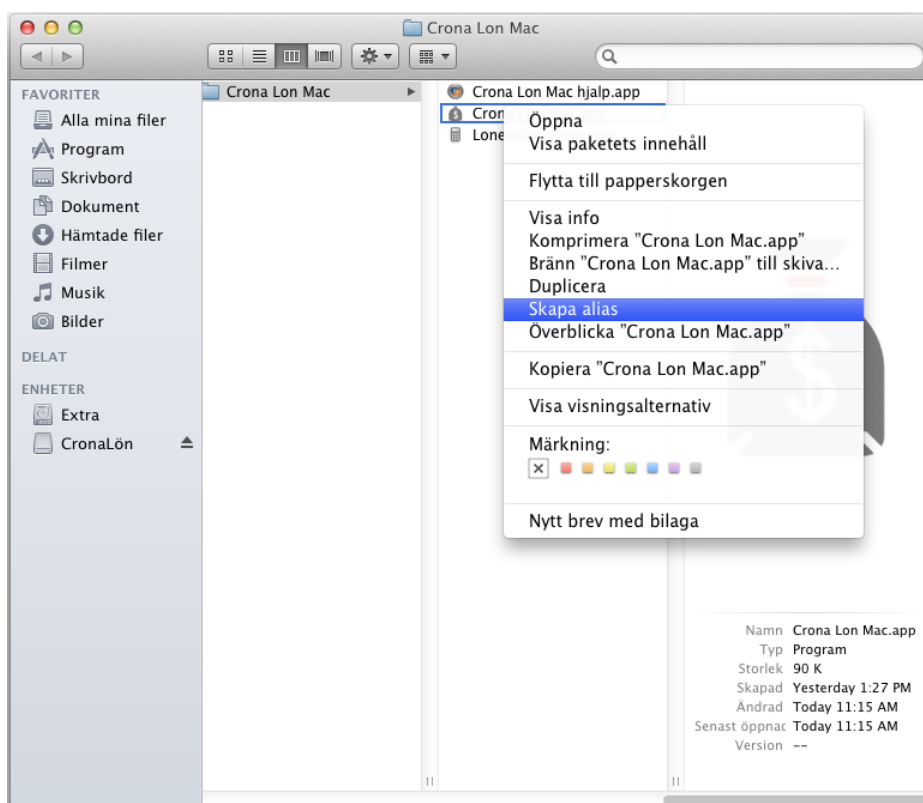 Crona Lon Mac
FAVORITER
Alla mina filer
Program
Skrivbord
Dokument
Hämtade filer
Filmer
Musik
Bilder
DELAT
ENHETER
Extra
CronaLön
Crona Lon Mac
Crona Lon Mac hjalp.app
Cron
Lone
Öppna
Visa paketets innehåll
Flytta till papperskorgen
Visa info
Komprimera ”Crona Lon Mac.app”
Bränn ”Crona Lon Mac.app” till skiva...
Duplicera
Skapa alias
Överblicka ”Crona Lon Mac.app”
Kopiera ”Crona Lon Mac.app”
Visa visningsalternativ
Märkning:
Nytt brev med bilaga
Namn Crona Lon Mac.app
Typ Program
Storlek 90 K
Skapad Yesterday 1:27 PM
Ändrad Today 11:15 AM
Senast öppnac Today 11:15 AM
Version --